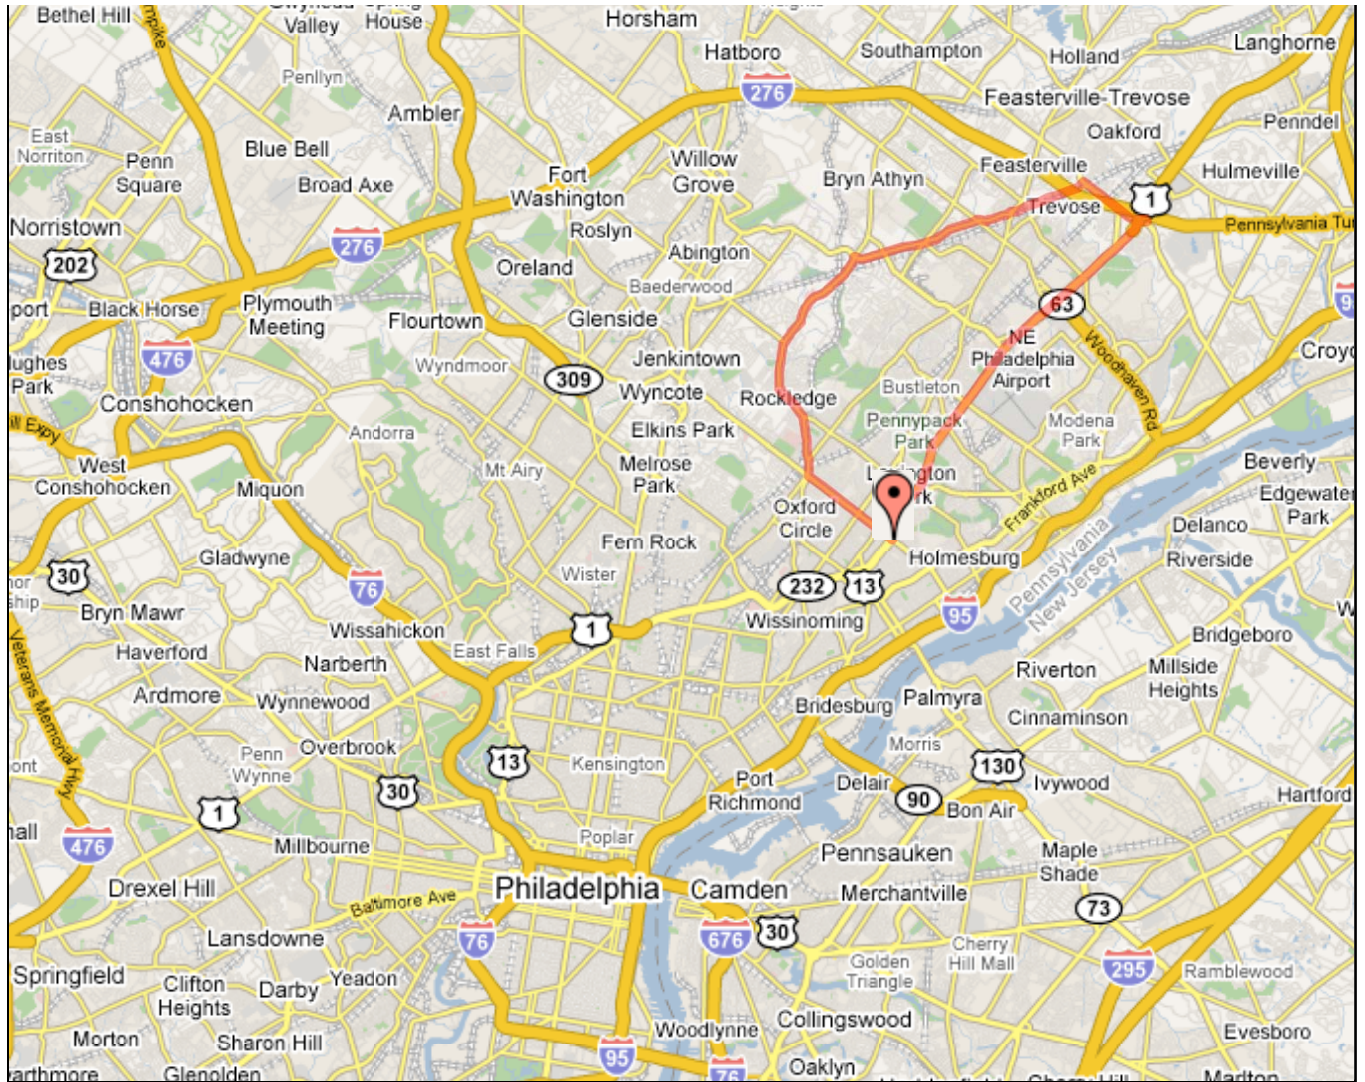 Bethel Hill
Valley
House
Horsham
Hatboro
Southampton
Holland
Langhorne
Penllyn
276
Feasterville-Trevose
Ambler
Oakford
Penndel
East
Norriton
Penn
Square
Blue Bell
Broad Axe
Fort
Washington
Willow
Grove
Bryn Athyn
Feasterville
Hulmeville
1
Trevose
Pennsylvania Tur
Norristown
202
276
Roslyn
Oreland
Abington
Baederwood
63
port
Black Horse
Plymouth
Meeting
Flourtown
Glenside
NE
Philadelphia
Airport
Woodhaven Rd
Croyd
476
Hughes
Park
Wyndmoor
309
Jenkintown
Wyncote
Rockledge
Bustleton
Conshohocken
ill Expy
Andorra
Elkins Park
Pennypack
Park
Modena
Park
West
Conshohocken
Miquon
Mt Airy
Melrose
Park
Oxford
Circle
Frankford Ave
Beverly
Edgewater
Park
Delanco
Riverside
Gladwyne
Fern Rock
Holmesburg
Pennsylvania
New Jersey
30
76
Wister
232
13
95
Bryn Mawr
Wissahickon
1
Wissinoming
Bridgeboro
Haverford
Narberth
East Falls
Riverton
Millside
Heights
Veterans Memorial Hwy
Ardmore
Wynnewood
Bridesburg
Palmyra
Cinnaminson
Overbrook
Penn
Wynne
13
Kensington
Morris
130
Ivywood
Port
Richmond
Delair
90
Bon Air
Hartford
30
1
476
Millbourne
Poplar
Pennsauken
Maple
Shade
Drexel Hill
Baltimore Ave
Philadelphia
Camden
Merchantville
73
Lansdowne
76
676
30
Cherry
Hill Mall
Golden
Triangle
295
Ramblewood
Springfield
Clifton
Heights
Darby
Yeadon
Morton
Sharon Hill
Woodlynne
Collingswood
Evesboro
95
76
Oaklyn
Glenolden
Cherry Hill
Marlton